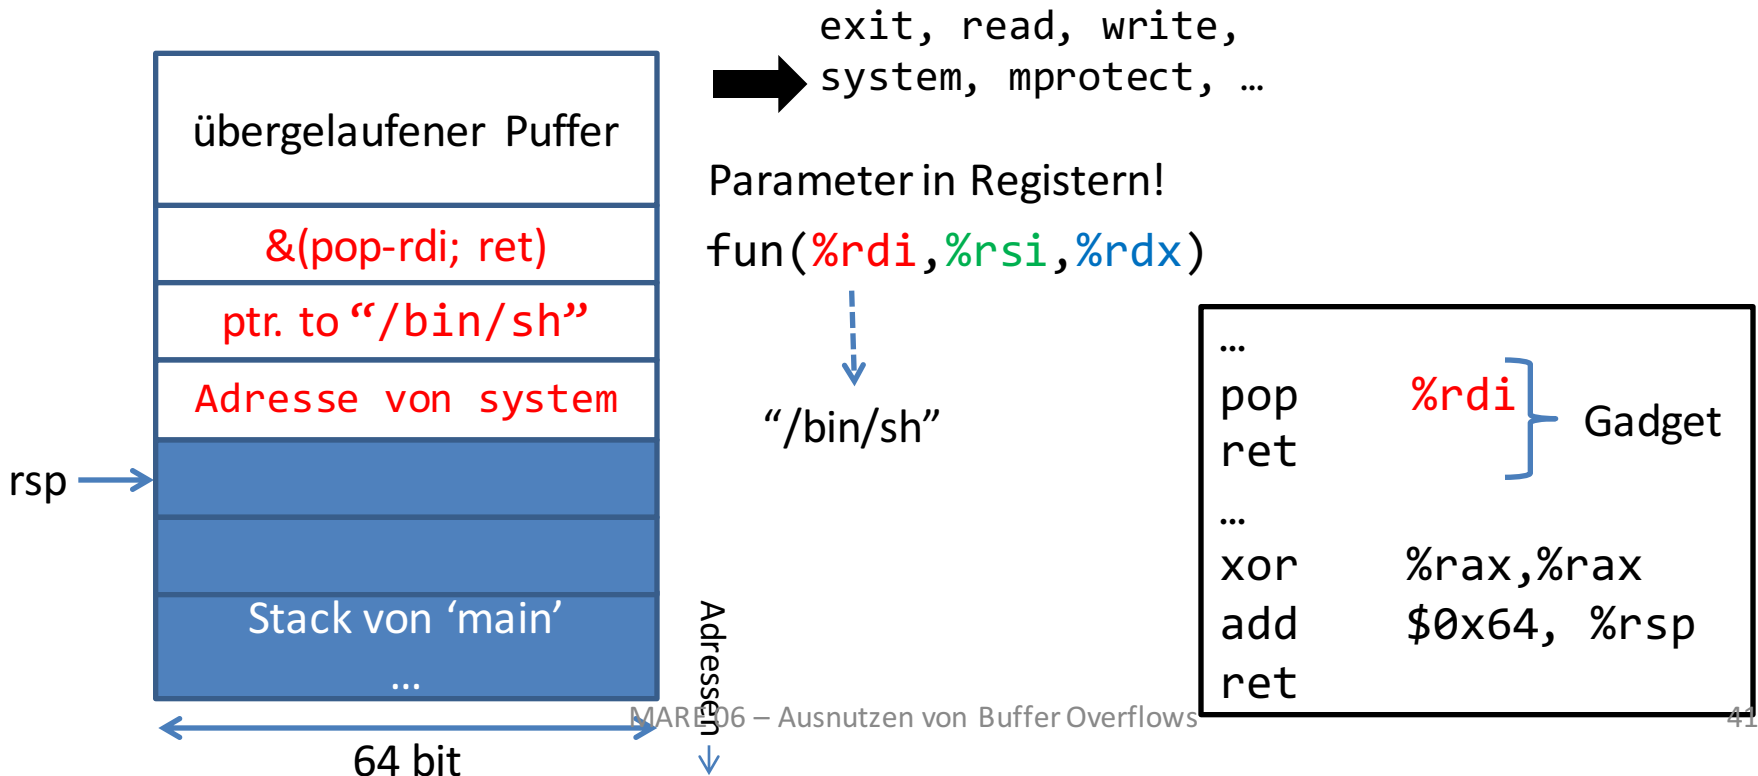 exit, read, write,
system, mprotect, …
übergelaufener Puffer
Parameter in Registern!
&(pop-rdi; ret)
fun(%rdi,%rsi,%rdx)
ptr. to “/bin/sh”
Adresse von system
“/bin/sh”
rsp
Stack von ‘main’
…
64 bit
Adressen
…
pop %rdi
ret
Gadget
…
xor %rax,%rax
add $0x64, %rsp
ret
MARE 06 – Ausnutzen von Buffer Overflows
41